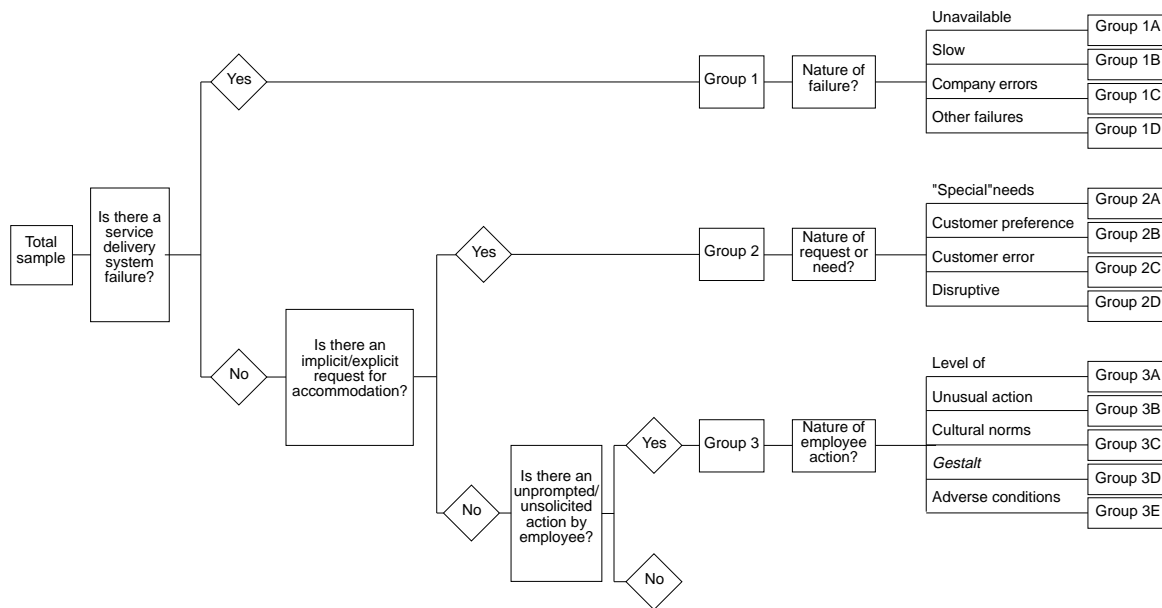 Unavailable
Group 1A
Slow
Group 1B
Yes
Group 1
Nature of
failure?
Company errors
Group 1C
Other failures
Group 1D
Total
sample
Is there a
service
delivery
system
failure?
"Special"needs
Group 2A
Customer preference
Group 2B
Yes
Group 2
Nature of
request or
need?
Customer error
Group 2C
Disruptive
Group 2D
No
Is there an
implicit/explicit
request for
accommodation?
Level of
Group 3A
Unusual action
Group 3B
Yes
Group 3
Nature of
employee
action?
Cultural norms
Group 3C
Gestalt
Group 3D
Adverse conditions
Group 3E
No
Is there an
unprompted/
unsolicited
action by
employee?
No